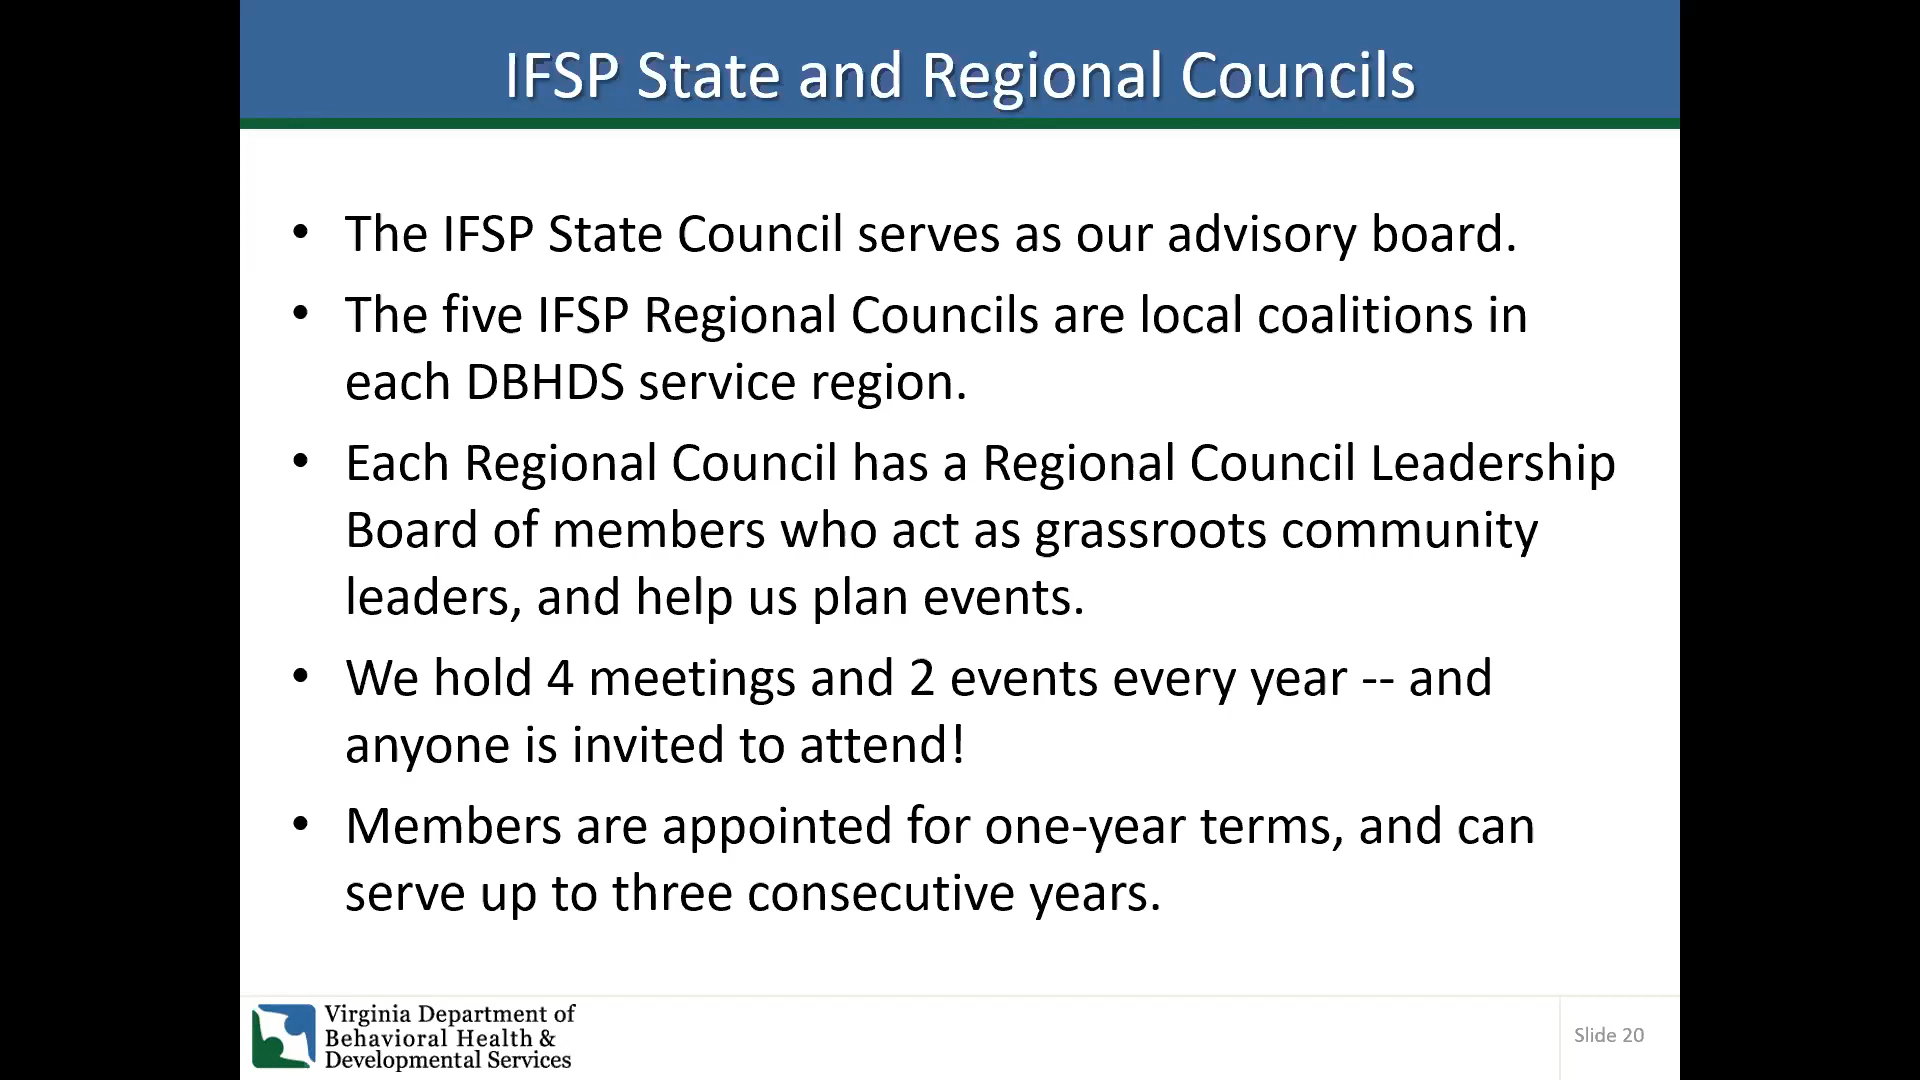 IFSP State and Regional Councils
• The IFSP State Council serves as our advisory board.
• The five IFSP Regional Councils are local coalitions in
each DBHDS service region.
• Each Regional Council has a Regional Council Leadership
Board of members who act as grassroots community
leaders, and help us plan events.
• We hold 4 meetings and 2 events every year -- and
anyone is invited to attend!
• Members are appointed for one-year terms, and can
serve up to three consecutive years.
Virginia Department of
Behavioral Health &
Developmental Services
Slide 20